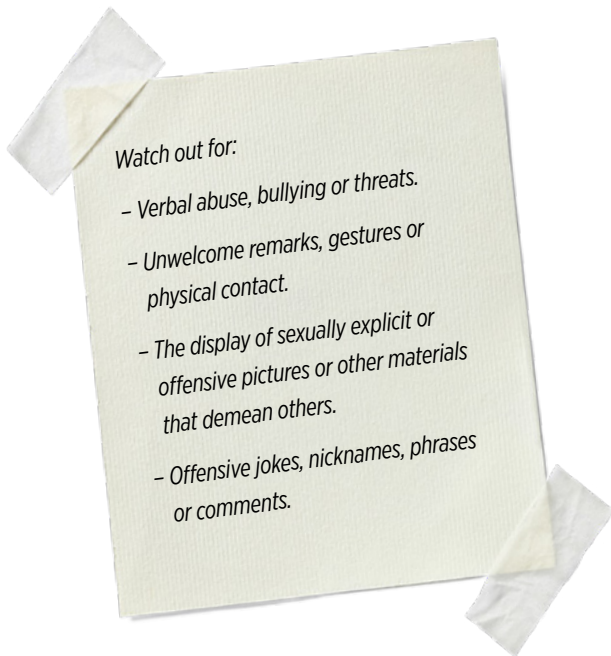 Watch out for:
– Verbal abuse, bullying or threats.
– Unwelcome remarks, gestures or
physical contact.
– The display of sexually explicit or
offensive pictures or other materials
that demean others.
– Offensive jokes, nicknames, phrases
or comments.